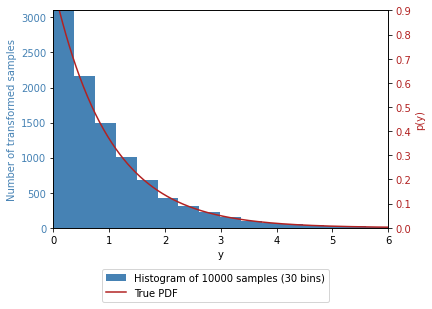 3000
2500
2000
1500
1000
500
0
Number of transformed samples
0.9
0.8
0.7
0.6
0.5
0.4
0.3
0.2
0.1
0.0
p(y)
0 1 2 3 4 5 6
y
Histogram of 10000 samples (30 bins)
True PDF